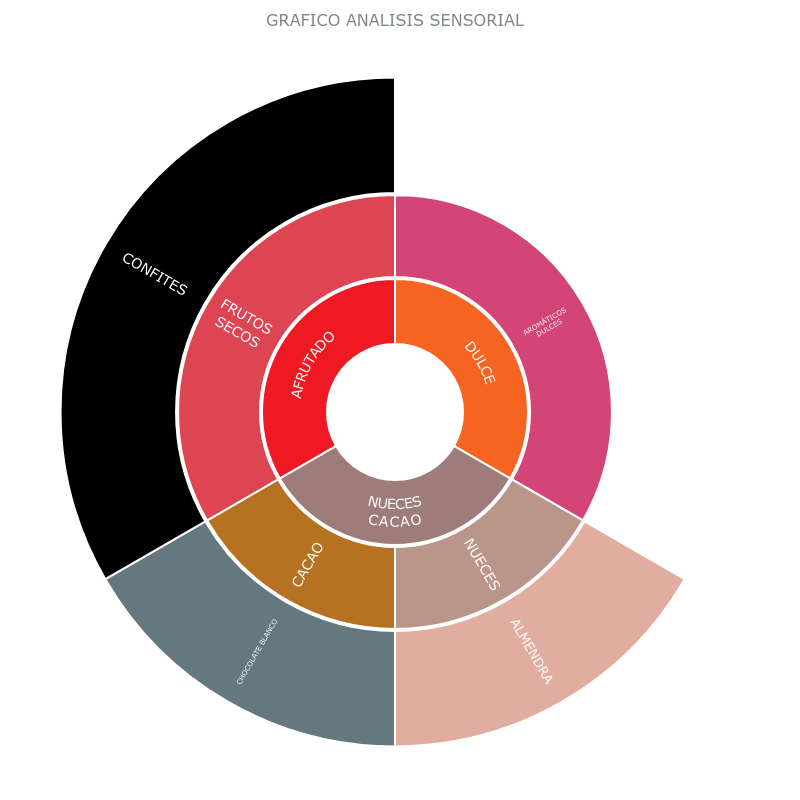 GRAFICO ANALISIS SENSORIAL
CONFITES
FRUTOS
SECOS
AFRUTADO
DULCE
AROMÁTICOS
DULCES
NUECES
CACAO
CACAO
NUECES
CHOCOLATE BLANCO
ALMENDRA